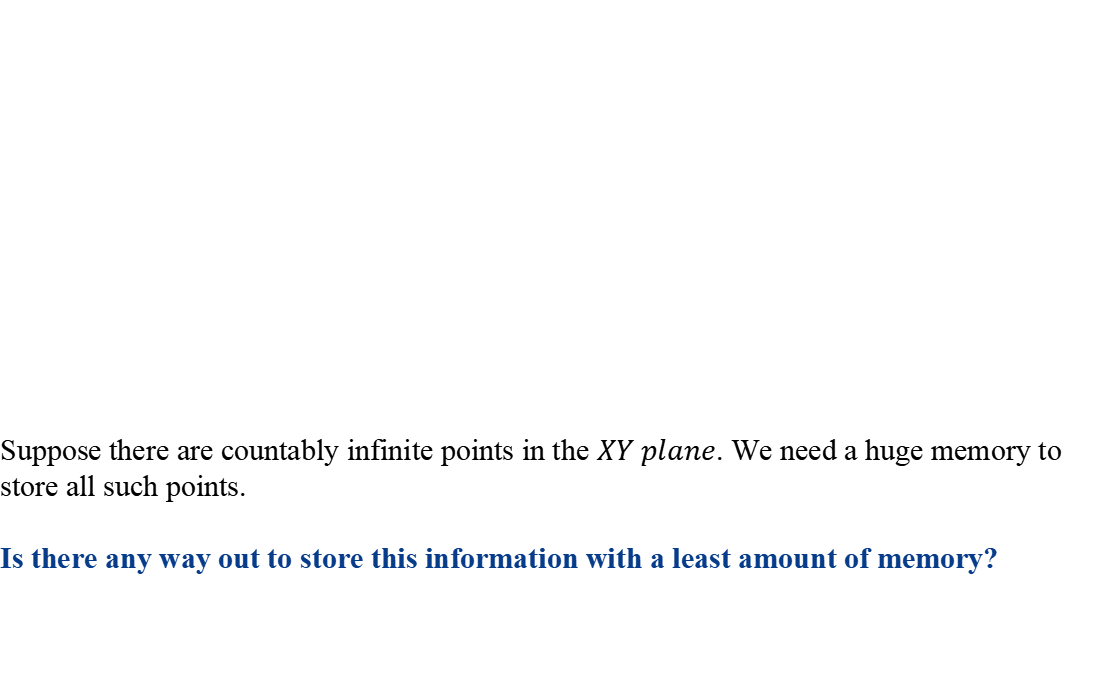 Suppose there are countably infinite points in the XY plane. We need a huge memory to
store all such points.
Is there any way out to store this information with a least amount of memory?